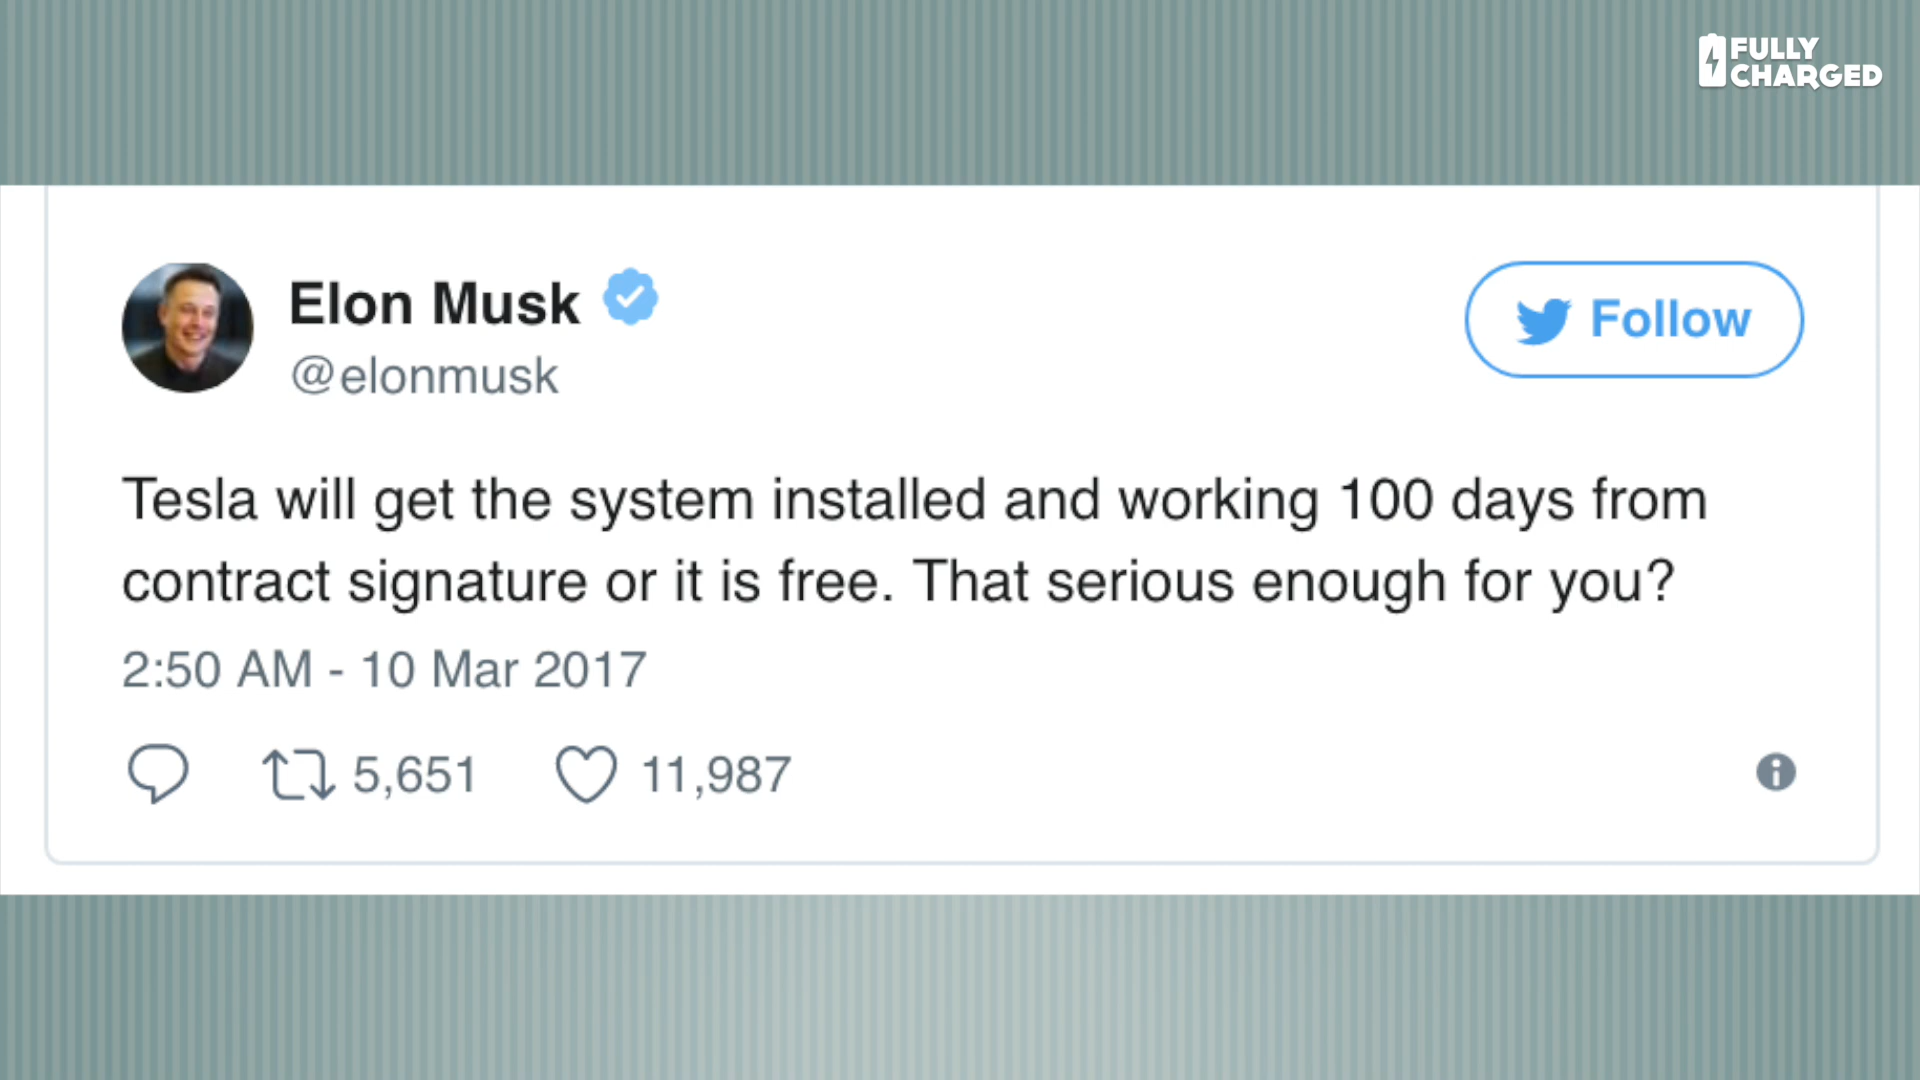 FULLY
CHARGED
Elon Musk
@elonmusk
Follow
Tesla will get the system installed and working 100 days from
contract signature or it is free. That serious enough for you?
2:50 AM - 10 Mar 2017
5,651 11,987